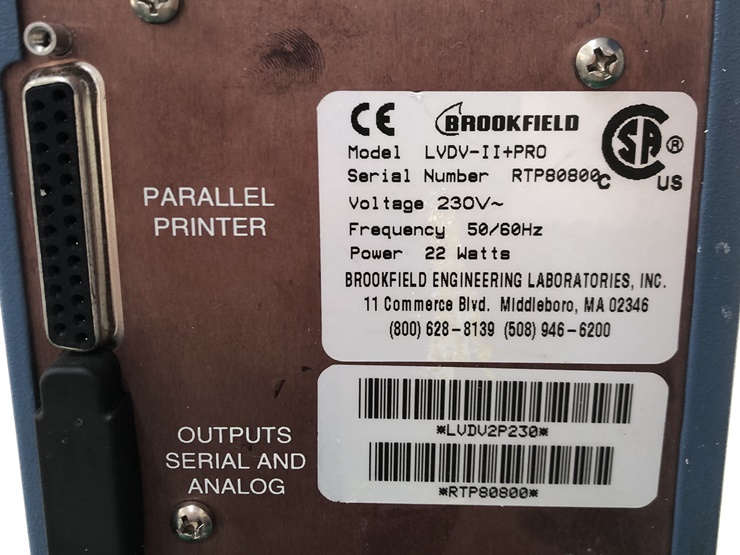 PARALLEL
PRINTER
OUTPUTS
SERIAL AND
ANALOG
CE BROOKFIELD
Model LVDV-II+PRO
Serial Number RTP80800
Voltage 230V~
Frequency 50/60Hz
Power 22 Watts
BROOKFIELD ENGINEERING LABORATORIES, INC.
11 Commerce Blvd. Middleboro, MA 02346
(800) 628-8139 (508) 946-6200
C SA ® US
*LVDV2P230*
*RTP80800*